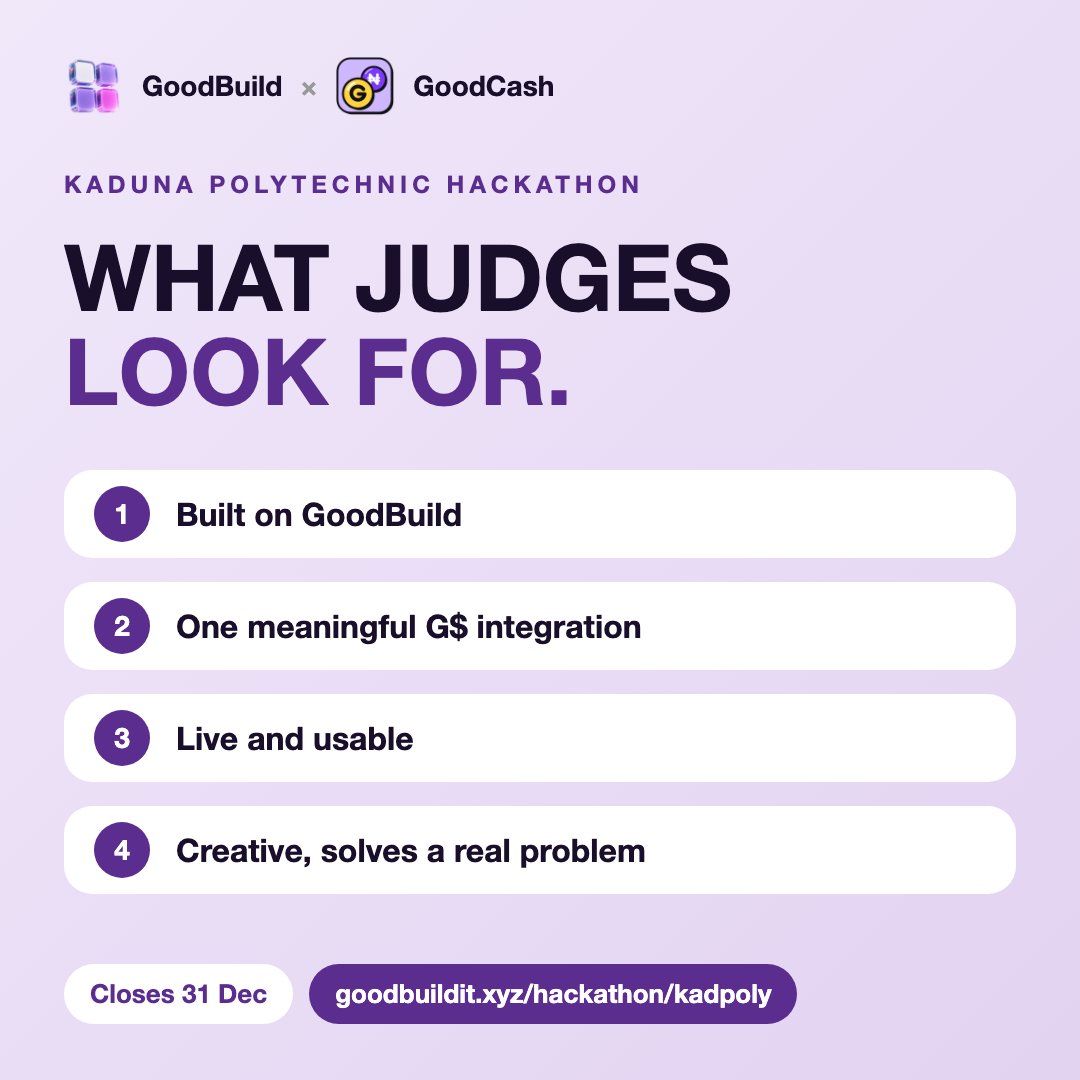 GoodBuild × GoodCash
KADUNA POLYTECHNIC HACKATHON
WHAT JUDGES
LOOK FOR.
1 Built on GoodBuild
2 One meaningful G$ integration
3 Live and usable
4 Creative, solves a real problem
Closes 31 Dec goodbuildit.xyz/hackathon/kadpoly